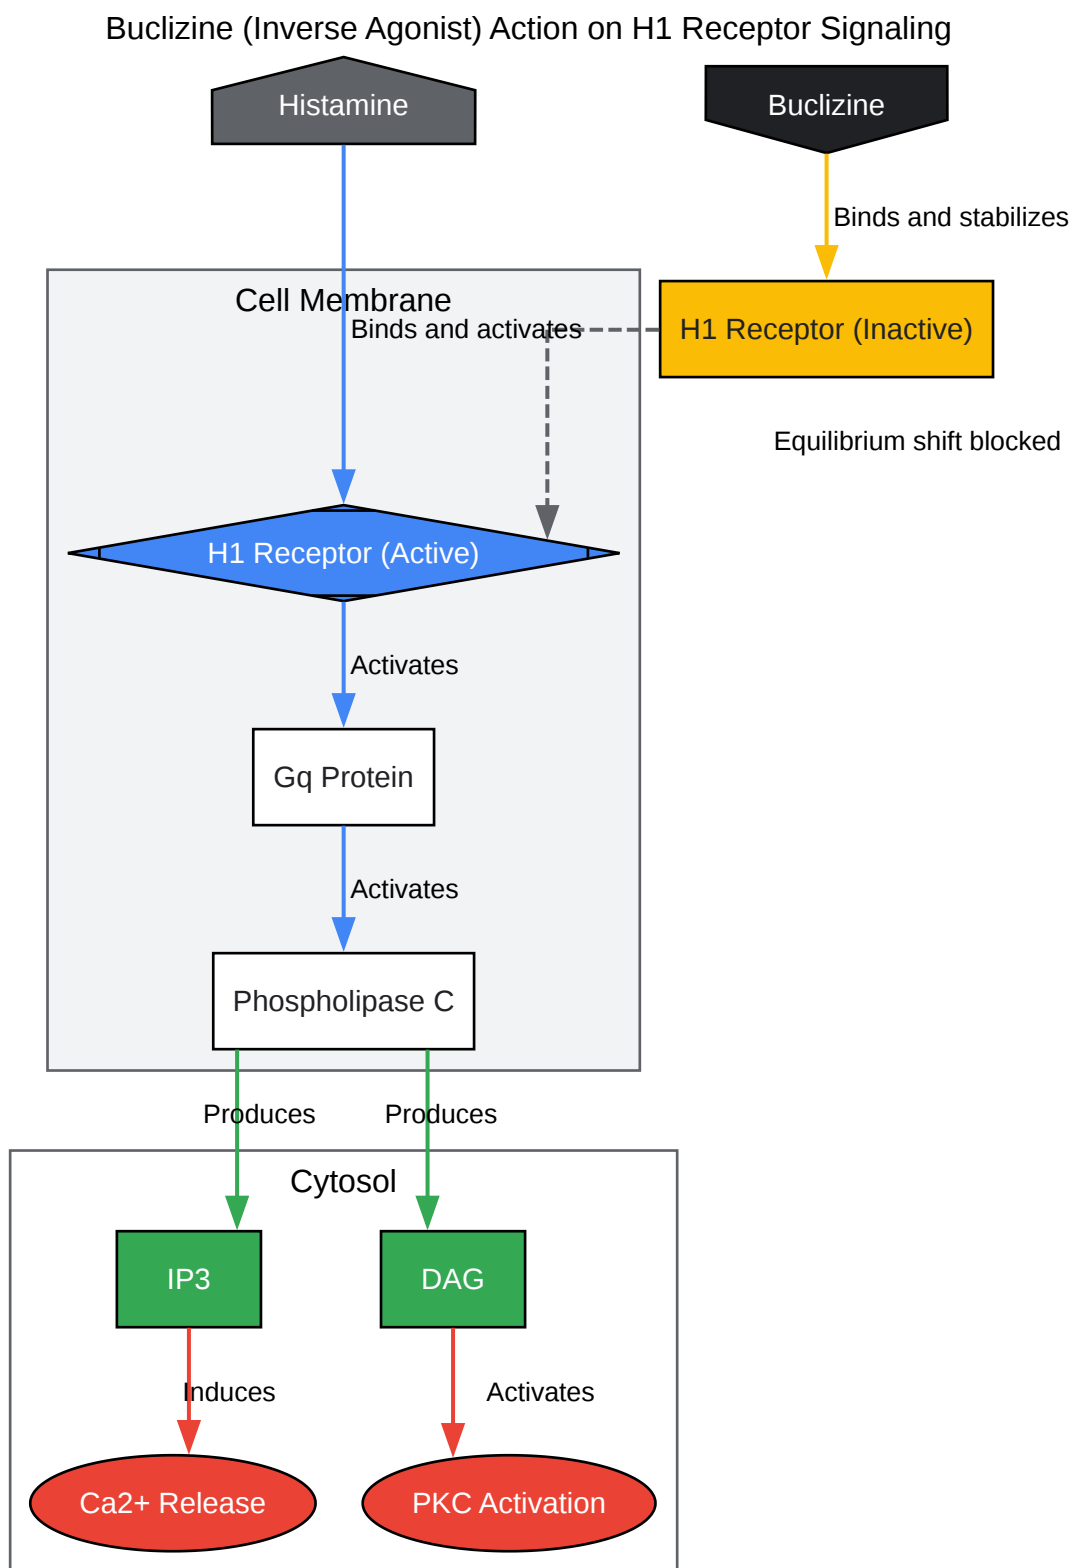 Buclizine (Inverse Agonist) Action on H1 Receptor Signaling
Histamine
Buclizine
Binds and stabilizes
Cell Membrane
Binds and activates
H1 Receptor (Inactive)
Equilibrium shift blocked
H1 Receptor (Active)
Activates
Gq Protein
Activates
Phospholipase C
Produces
Produces
Cytosol
IP3
DAG
Induces
Activates
Ca2+ Release
PKC Activation